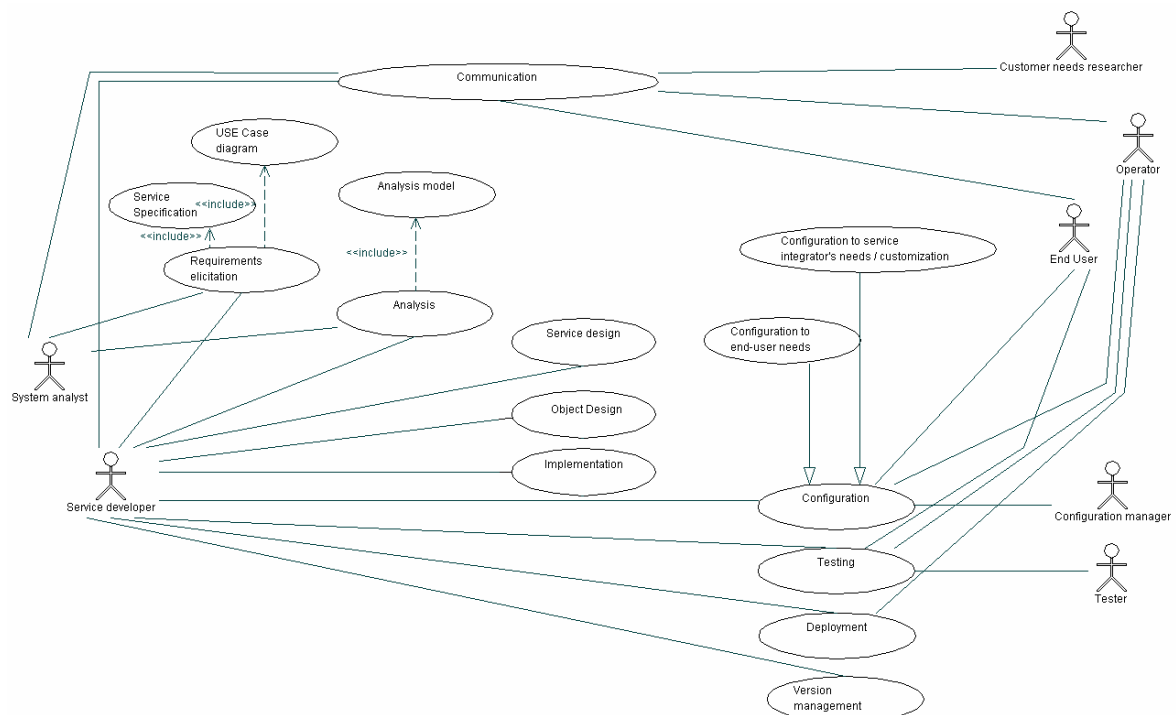 Customer needs researcher
Communication
USE Case
diagram
Operator
Analysis model
Service
Specification
<<include>>
<<include>>
Configuration to service
integrator's needs / customization
<<include>>
Requirements
elicitation
End User
Analysis
Service design
Configuration to
end-user needs
System analyst
Object Design
Implementation
Service developer
Configuration
Configuration manager
Testing
Tester
Deployment
Version
management